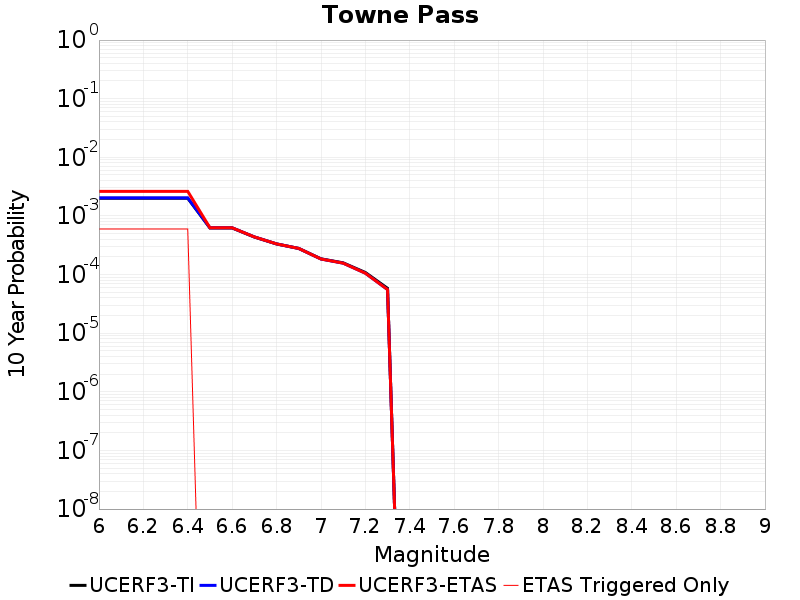 Towne Pass
10^0
10^-1
10^-2
10^-3
10^-4
10^-5
10^-6
10^-7
10^-8
10 Year Probability
6 6.2 6.4 6.6 6.8 7 7.2 7.4 7.6 7.8 8 8.2 8.4 8.6 8.8 9
Magnitude
UCERF3-TI UCERF3-TD UCERF3-ETAS ETAS Triggered Only